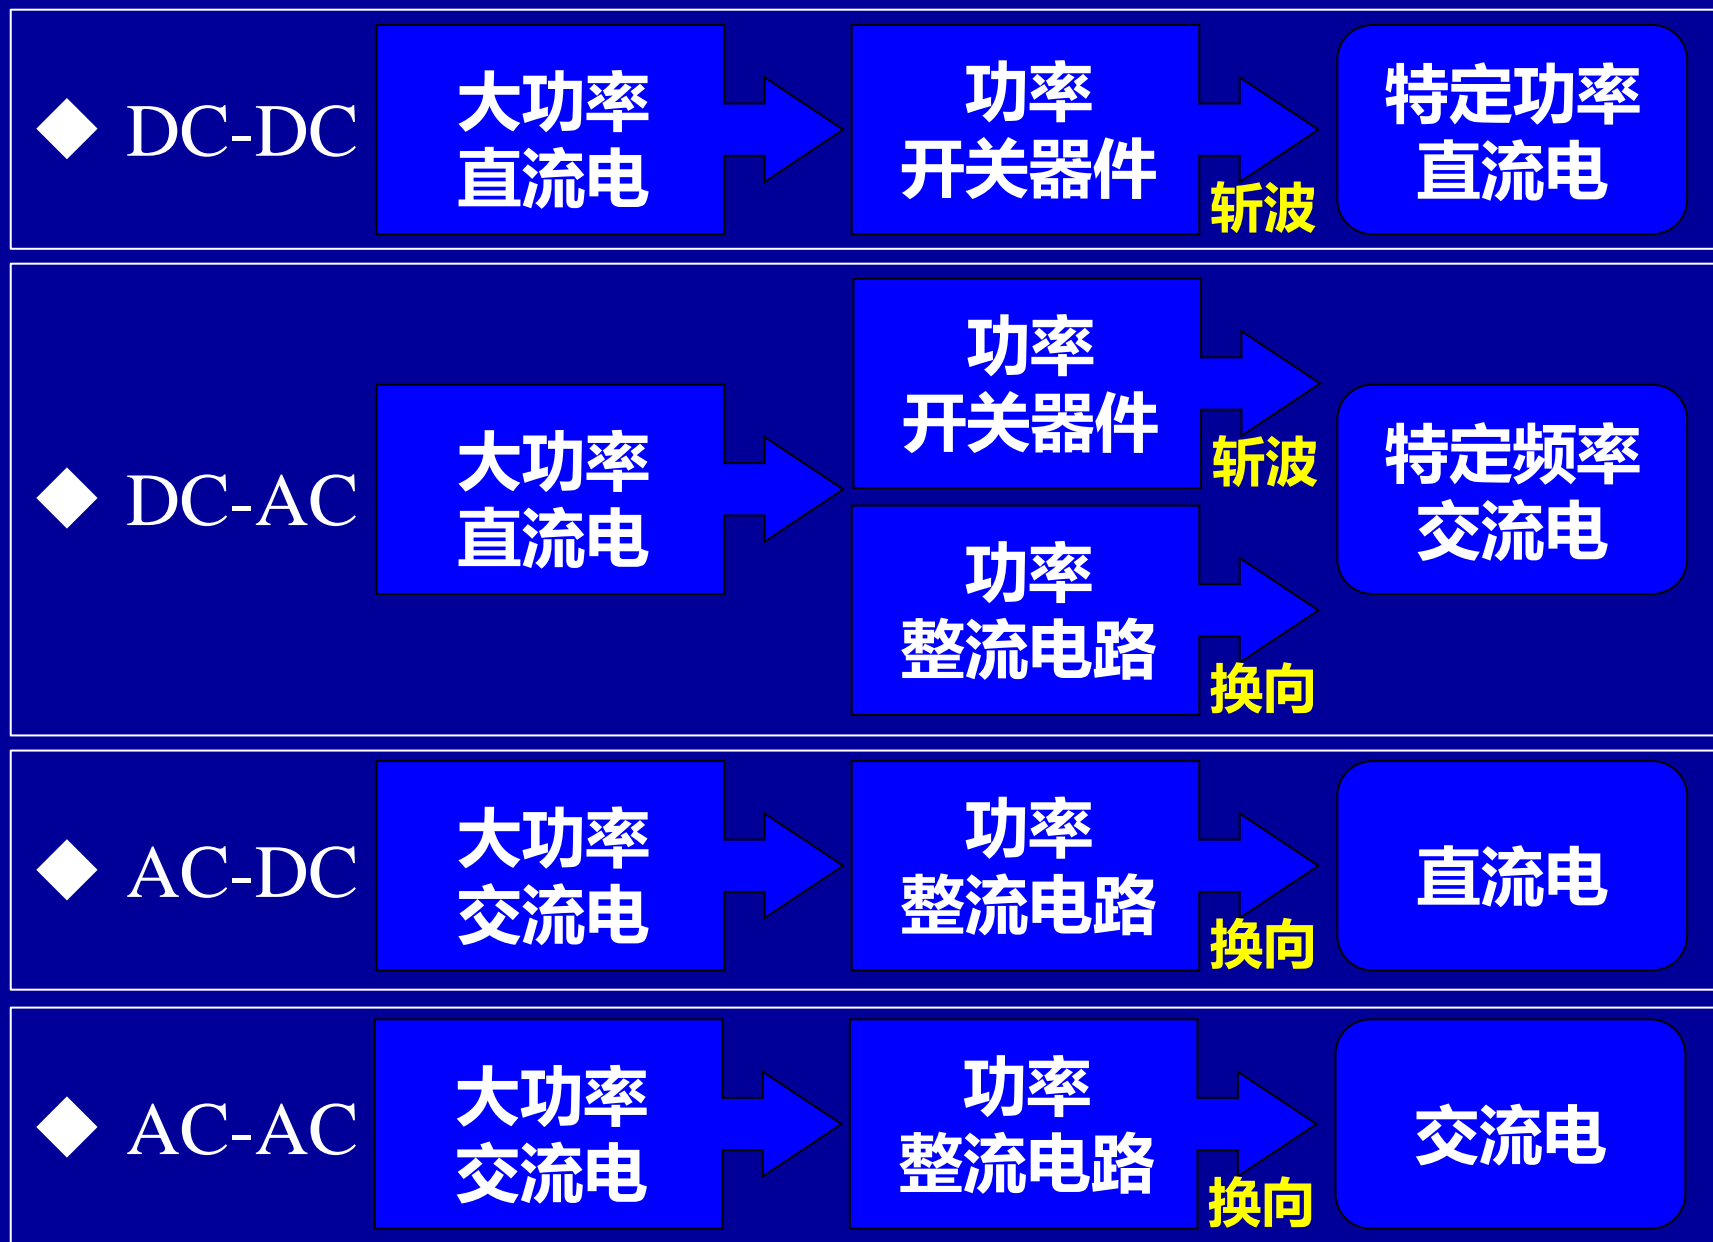 DC-DC
大功率
直流电
功率
开关器件
斩波
特定功率
直流电
DC-AC
大功率
直流电
功率
开关器件
斩波
功率
整流电路
换向
特定频率
交流电
AC-DC
大功率
交流电
功率
整流电路
换向
直流电
AC-AC
大功率
交流电
功率
整流电路
换向
交流电